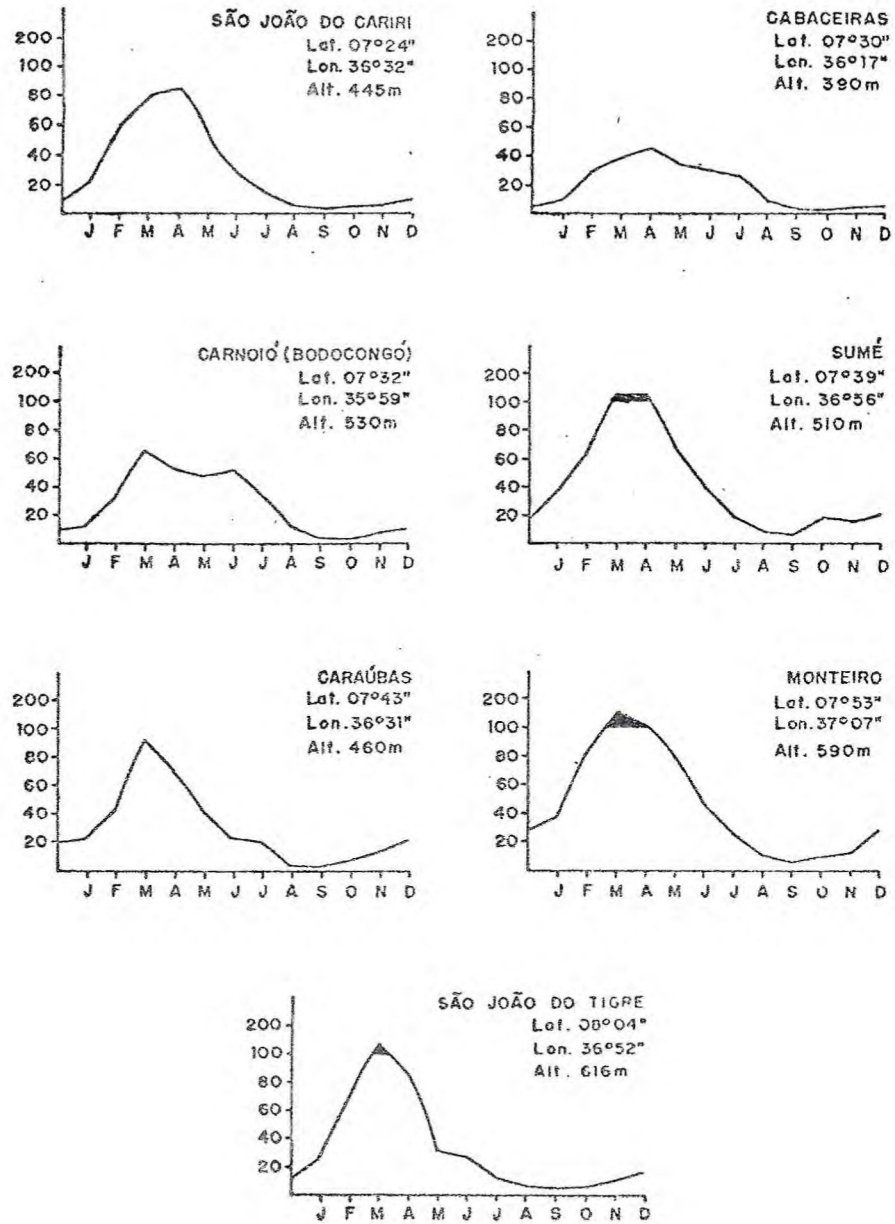 SÃO JOÃO DO CARIRI
Lat. 07°24"
Lon. 36°32"
Alt. 445m
200
100
80
60
40
20
J F M A M J J A S O N D
CABACEIRAS
Lat. 07°30"
Lon. 36°17"
Alt. 390m
200
100
80
60
40
20
J F M A M J J A S O N D
CARNOIÓ (BODOCONGÓ)
Lat. 07°32"
Lon. 35°59"
Alt. 530m
200
100
80
60
40
20
J F M A M J J A S O N D
SUMÉ
Lat. 07°39"
Lon. 36°56"
Alt. 510m
200
100
80
60
40
20
J F M A M J J A S O N D
CARAÚBAS
Lat. 07°43"
Lon. 36°31"
Alt. 460m
200
100
80
60
40
20
J F M A M J J A S O N D
MONTEIRO
Lat. 07°53"
Lon. 37°07"
Alt. 590m
200
100
80
60
40
20
J F M A M J J A S O N D
SÃO JOÃO DO TIGRE
Lat. 08°04"
Lon. 36°52"
Alt. 616m
200
100
80
60
40
20
J F M A M J J A S O N D